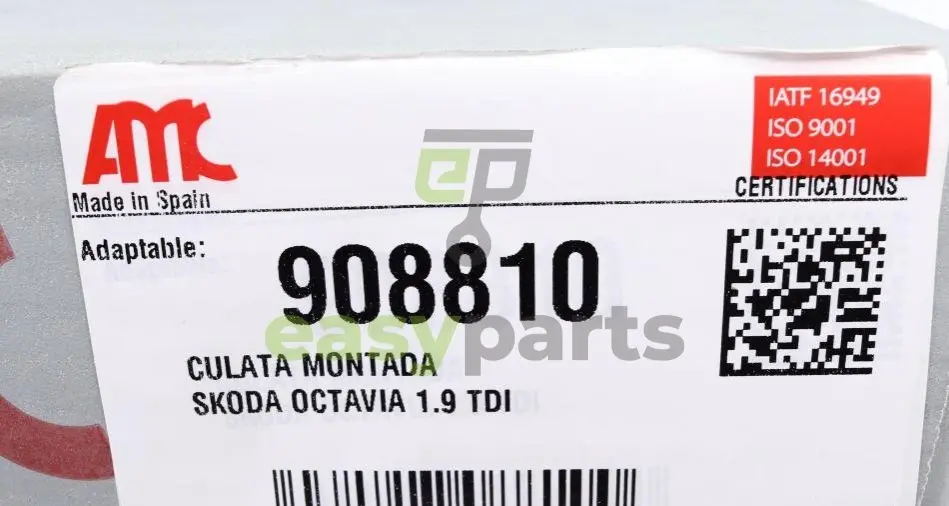 AMC
Made in Spain
IATF 16949
ISO 9001
ISO 14001
CERTIFICATIONS
Adaptable:
908810
ep
easyparts
CULATA MONTADA
SKODA OCTAVIA 1.9 TDI